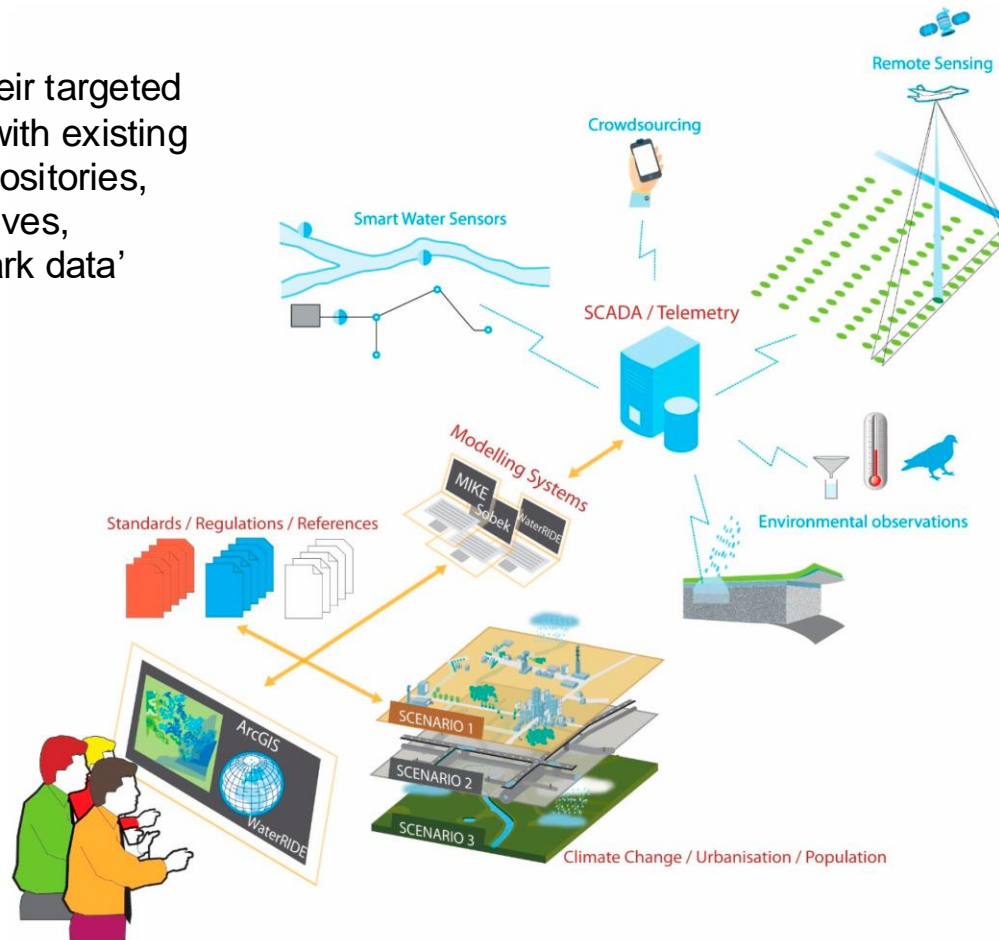 eir targeted
with existing
ositories,
ves,
ark data’
Remote Sensing
Crowdsourcing
Smart Water Sensors
SCADA / Telemetry
Modelling Systems
MIKE
Sobek
WaterRIDE
Environmental observations
Standards / Regulations / References
ArcGIS
WaterRIDE
SCENARIO 1
SCENARIO 2
SCENARIO 3
Climate Change / Urbanisation / Population